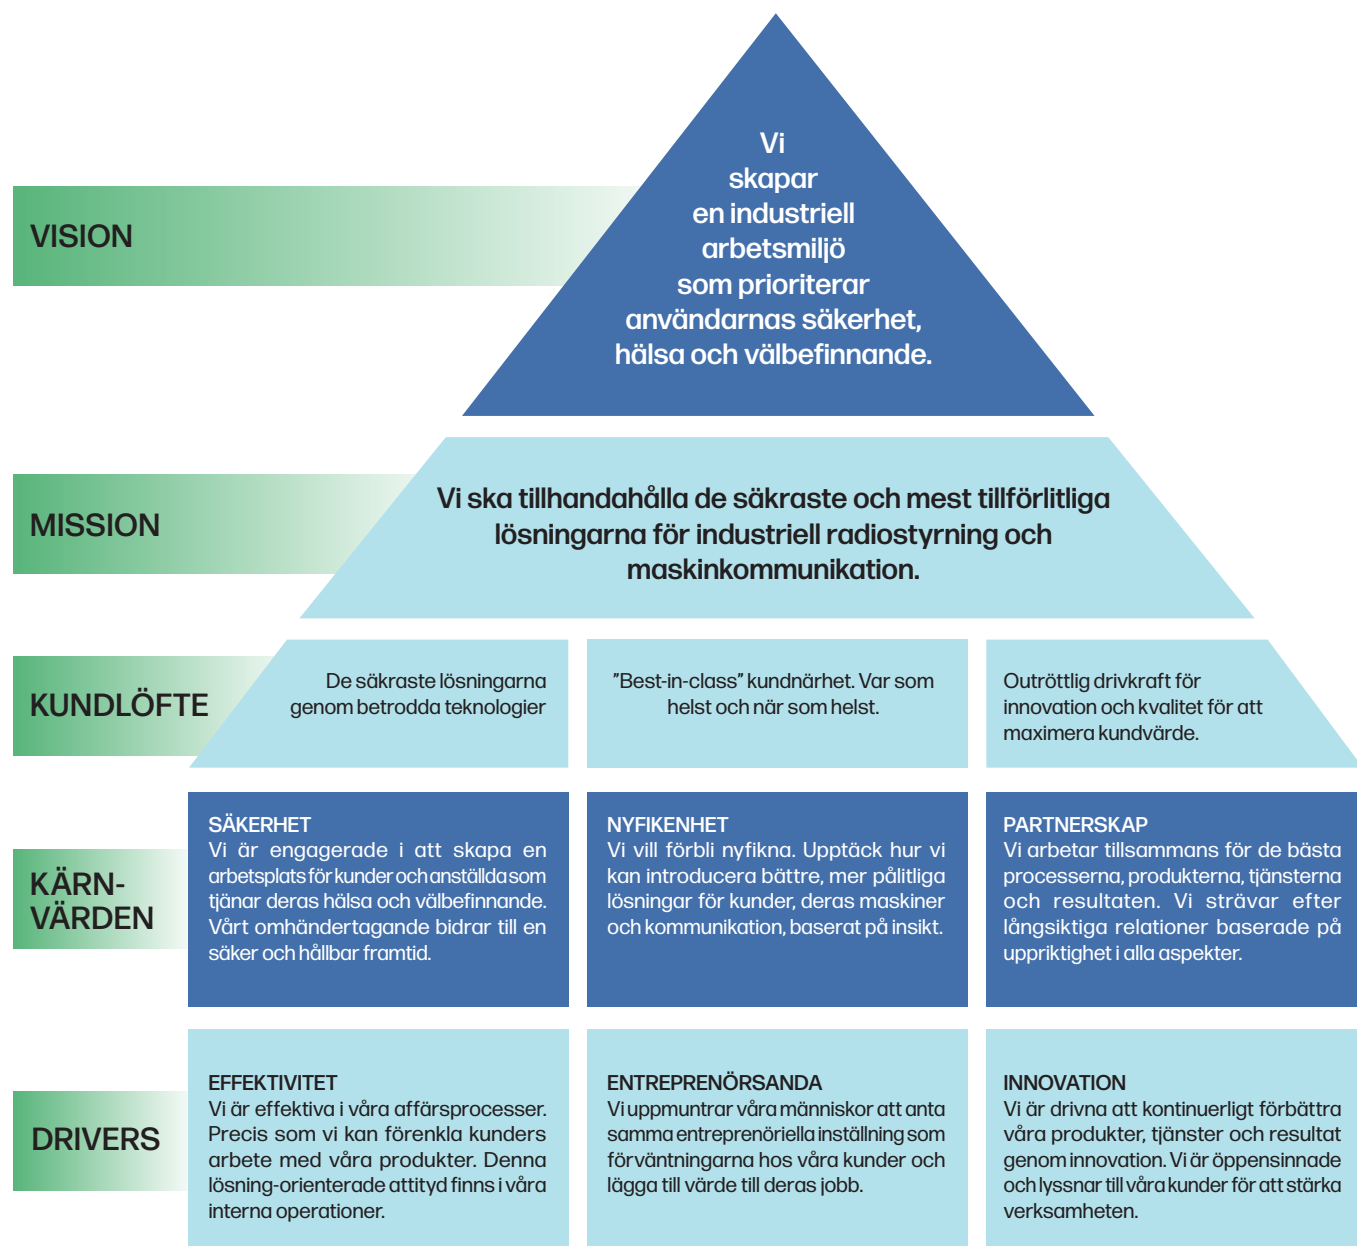 VISION
Vi
skapar
en industriell
arbetsmiljö
som prioriterar
användarnas säkerhet,
hälsa och välbefinnande.
MISSION
Vi ska tillhandahålla de säkraste och mest tillförlitliga
lösningarna för industriell radiostyrning och
maskinkommunikation.
KUNDLÖFTE
De säkraste lösningarna
genom betrodda teknologier
”Best-in-class” kundnärhet. Var som
helst och när som helst.
Outröttlig drivkraft för
innovation och kvalitet för att
maximera kundvärde.
KÄRN-
VÄRDEN
SÄKERHET
Vi är engagerade i att skapa en
arbetsplats för kunder och anställda som
tjänar deras hälsa och välbefinnande.
Vårt omhändertagande bidrar till en
säker och hållbar framtid.
NYFIKENHET
Vi vill förbli nyfikna. Upptäck hur vi
kan introducera bättre, mer pålitliga
lösningar för kunder, deras maskiner
och kommunikation, baserat på insikt.
PARTNERSKAP
Vi arbetar tillsammans för de bästa
processerna, produkterna, tjänsterna
och resultaten. Vi strävar efter
långsiktiga relationer baserade på
uppriktighet i alla aspekter.
DRIVERS
EFFEKTIVITET
Vi är effektiva i våra affärsprocesser.
Precis som vi kan förenkla kunders
arbete med våra produkter. Denna
lösning-orienterade attityd finns i våra
interna operationer.
ENTREPRENÖRSANDA
Vi uppmuntrar våra människor att anta
samma entreprenöriella inställning som
förväntningarna hos våra kunder och
lägga till värde till deras jobb.
INNOVATION
Vi är drivna att kontinuerligt förbättra
våra produkter, tjänster och resultat
genom innovation. Vi är öppensinnade
och lyssnar till våra kunder för att stärka
verksamheten.